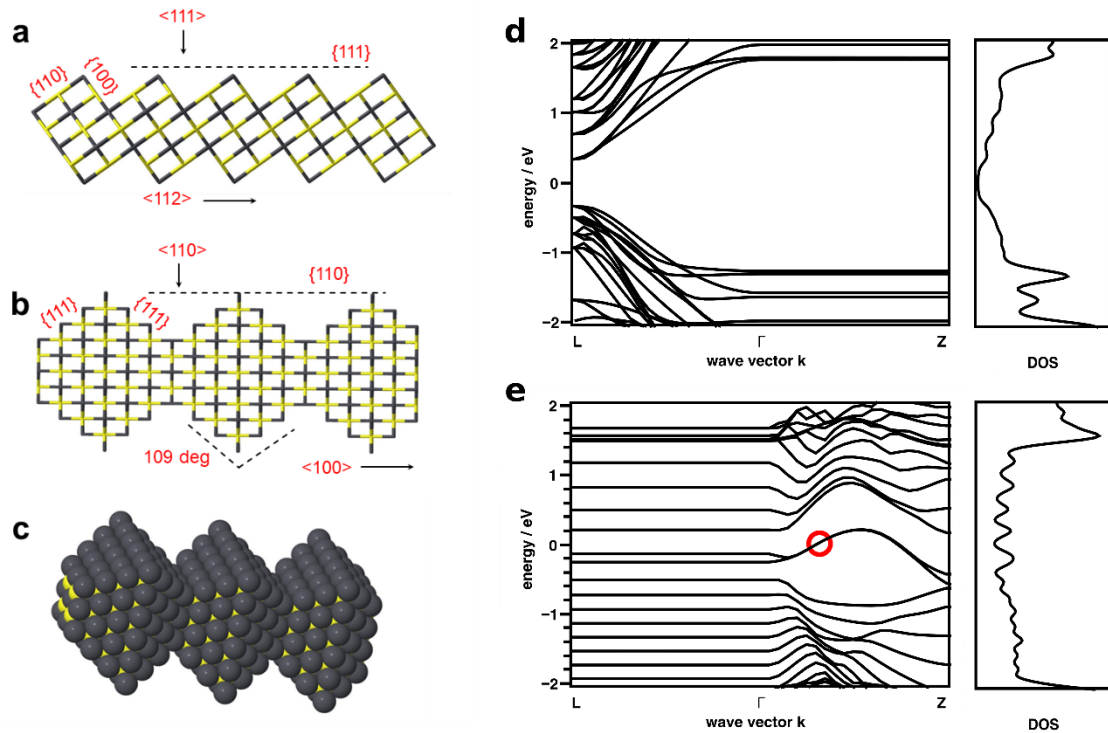 a
<111>
{111}
{110}
{100}
<112>
b
<110>
{110}
{111}
{111}
109 deg
<100>
c
d
energy / eV
2
1
0
−1
−2
L
Γ
Z
wave vector k
DOS
e
energy / eV
2
1
0
−1
−2
L
Γ
Z
wave vector k
DOS